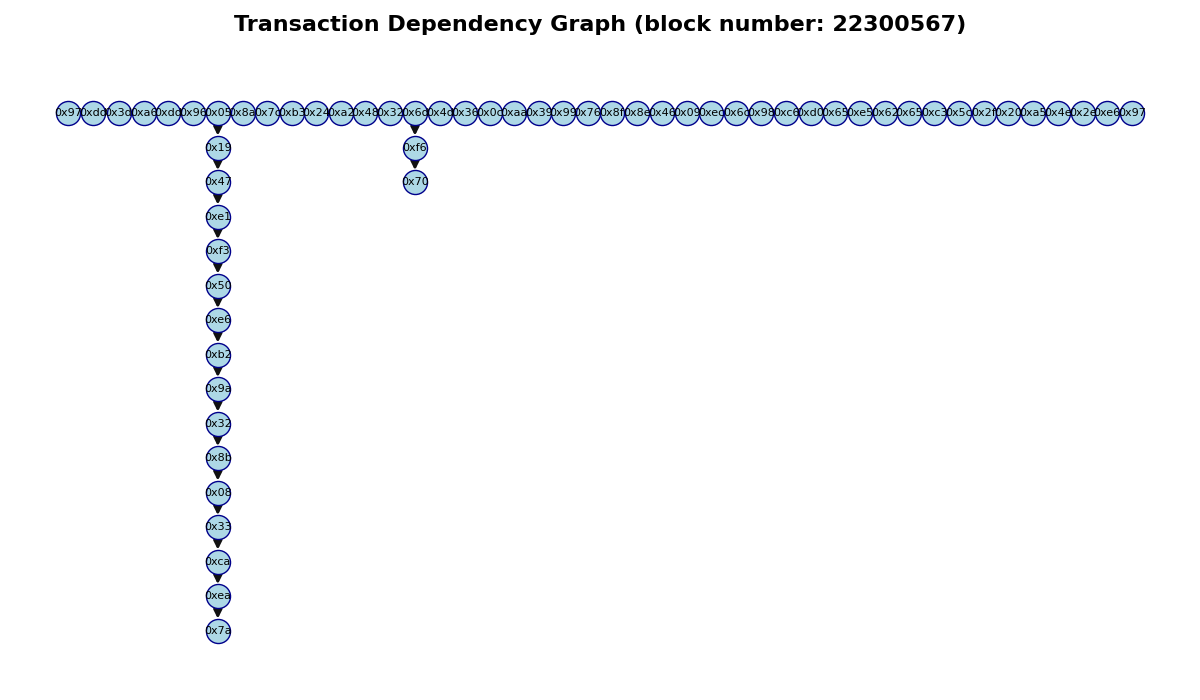 Transaction Dependency Graph (block number: 22300567)
0x97 0xdd 0x3d 0xa6 0xdd 0x96 0x05 0x8a 0x7c 0xb3 0x24 0xa2 0x48 0x32 0x6d 0x4d 0x36 0x0c 0xaa 0x39 0x99 0x76 0x8f 0x8e 0x46 0x09 0xed 0x6c 0x98 0xc6 0xd0 0x65 0xe5 0x62 0x65 0xc3 0x5c 0x2f 0x20 0xa5 0x4e 0x2e 0xe6 0x97
0x19 0xf6
0x47 0x70
0xe1
0xf3
0x50
0xe6
0xb2
0x9a
0x32
0x8b
0x08
0x33
0xca
0xea
0x7a